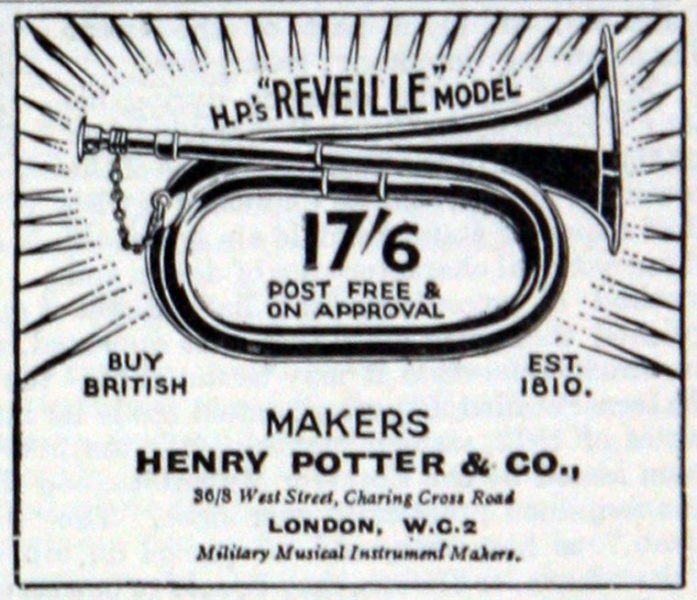 H.P.'s "REVEILLE" MODEL
17'/6
POST FREE &
ON APPROVAL
BUY
BRITISH
EST.
1810.
MAKERS
HENRY POTTER & CO.,
36/8 West Street, Charing Cross Road
LONDON, W.C.2
Military Musical Instrument Makers.